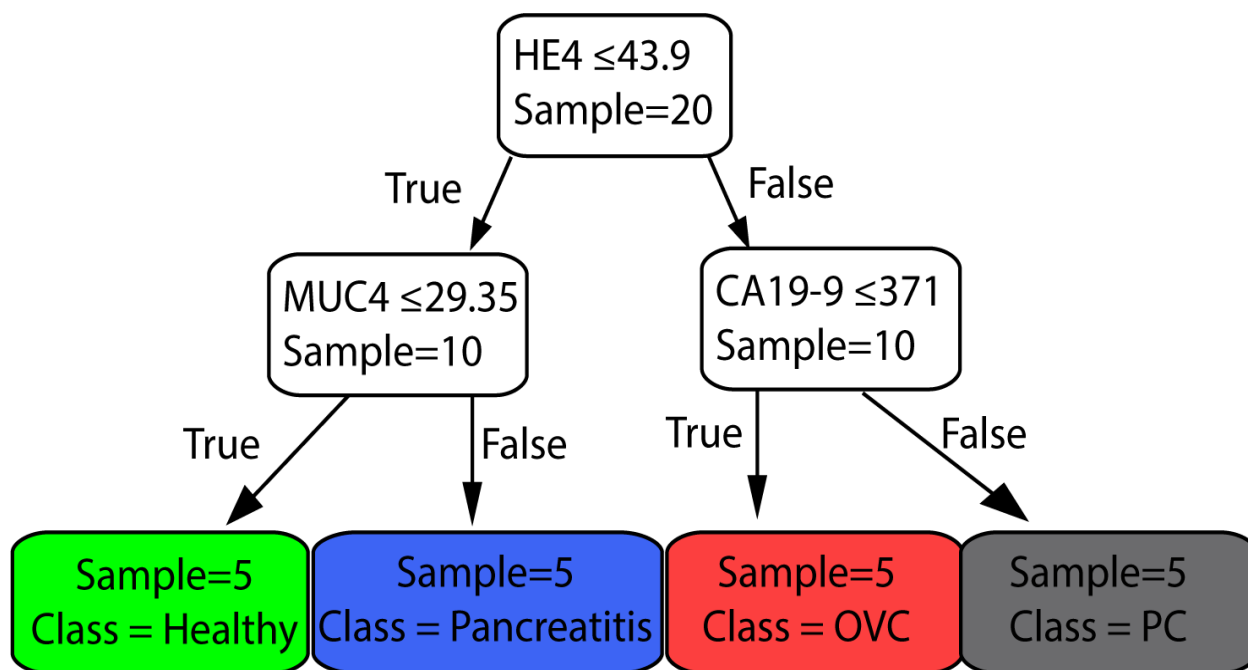 HE4 ≤43.9
Sample=20
True
False
MUC4 ≤29.35
Sample=10
CA19-9 ≤371
Sample=10
True
False
True
False
Sample=5
Class = Healthy
Sample=5
Class = Pancreatitis
Sample=5
Class = OVC
Sample=5
Class = PC